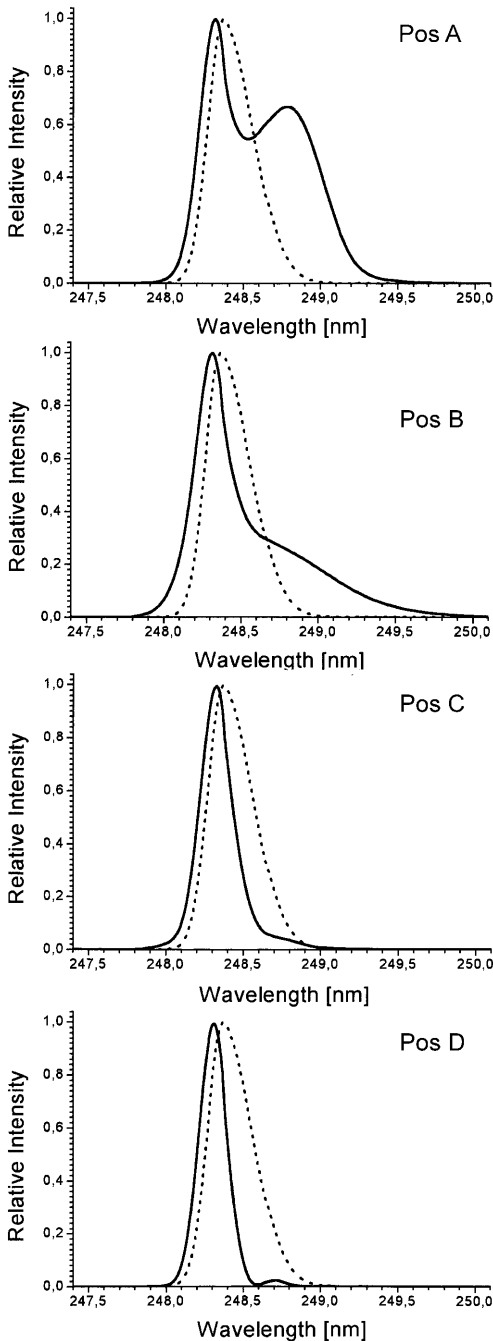 Pos A
Relative Intensity
1,0
0,8
0,6
0,4
0,2
0,0
247,5 248,0 248,5 249,0 249,5 250,0
Wavelength [nm]
Pos B
Relative Intensity
1,0
0,8
0,6
0,4
0,2
0,0
247,5 248,0 248,5 249,0 249,5 250,0
Wavelength [nm]
Pos C
Relative Intensity
1,0
0,8
0,6
0,4
0,2
0,0
247,5 248,0 248,5 249,0 249,5 250,0
Wavelength [nm]
Pos D
Relative Intensity
1,0
0,8
0,6
0,4
0,2
0,0
247,5 248,0 248,5 249,0 249,5 250,0
Wavelength [nm]